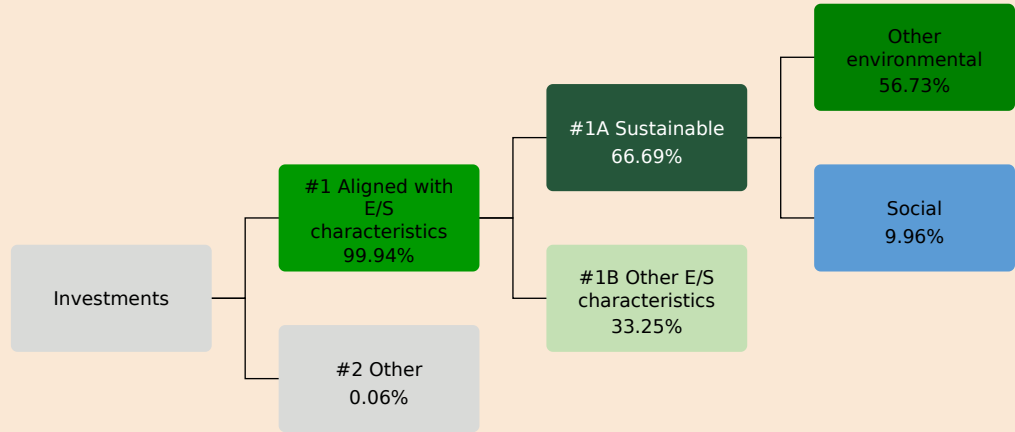 Other
environmental
56.73%
#1A Sustainable
66.69%
#1 Aligned with
E/S
characteristics
99.94%
Social
9.96%
Investments
#1B Other E/S
characteristics
33.25%
#2 Other
0.06%